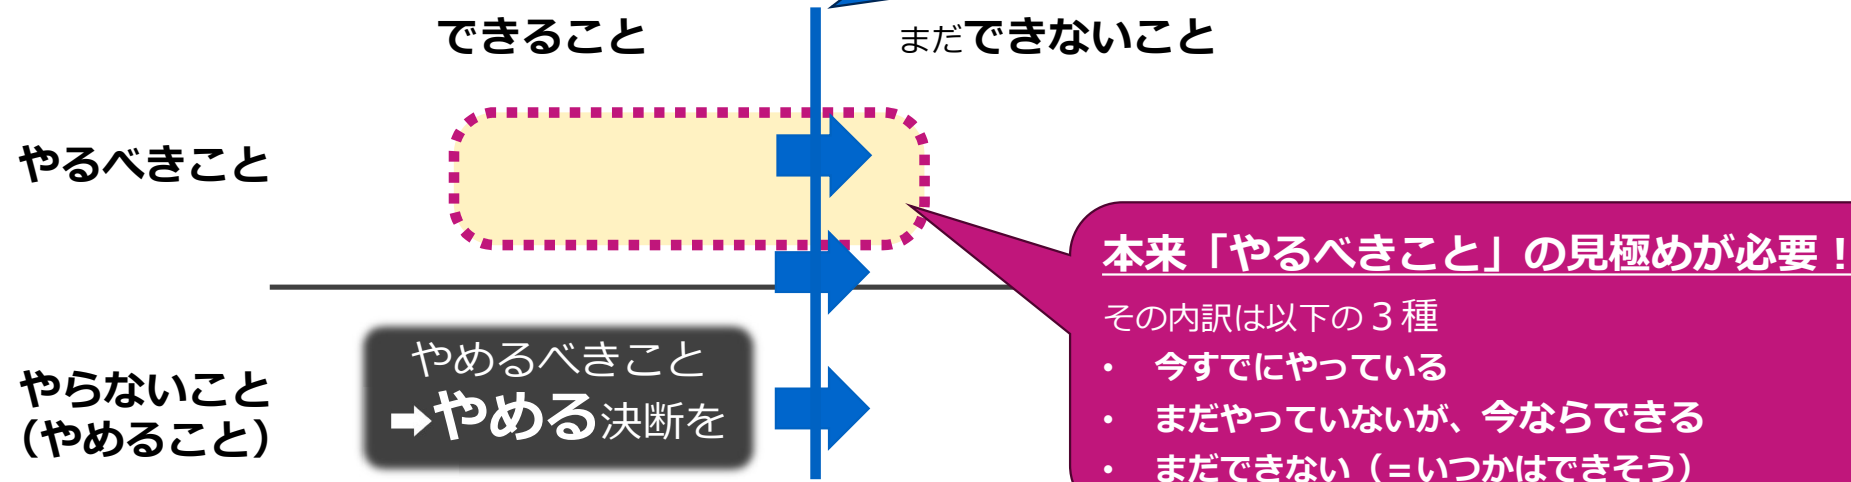 できること
まだできないこと
やるべきこと
本来「やるべきこと」の見極めが必要！
その内訳は以下の３種
• 今すでにやっている
• まだやっていないが、今ならできる
• まだできない（＝いつかはできそう）
やめるべきこと
➡やめる決断を
やらないこと
（やめること）